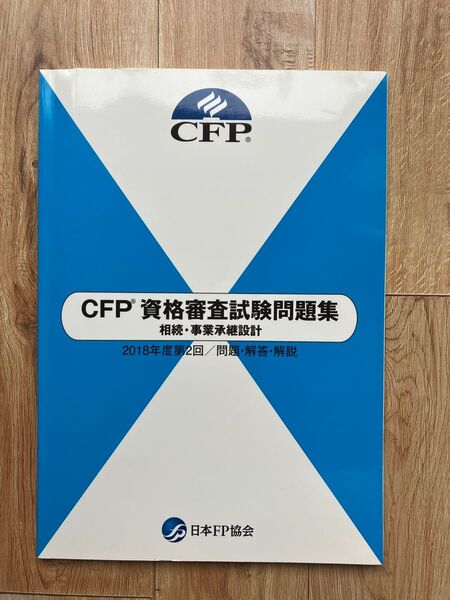 CFP®
CFP®資格審査試験問題集
相続・事業承継設計
2018年度第2回/問題・解答・解説
日本FP協会